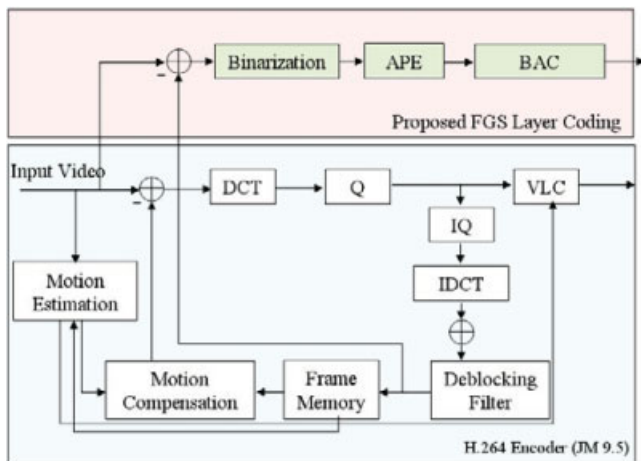 Binarization
APE
BAC
Proposed FGS Layer Coding
Input Video
DCT
Q
VLC
IQ
IDCT
Motion
Estimation
Motion
Compensation
Frame
Memory
Deblocking
Filter
H.264 Encoder (JM 9.5)